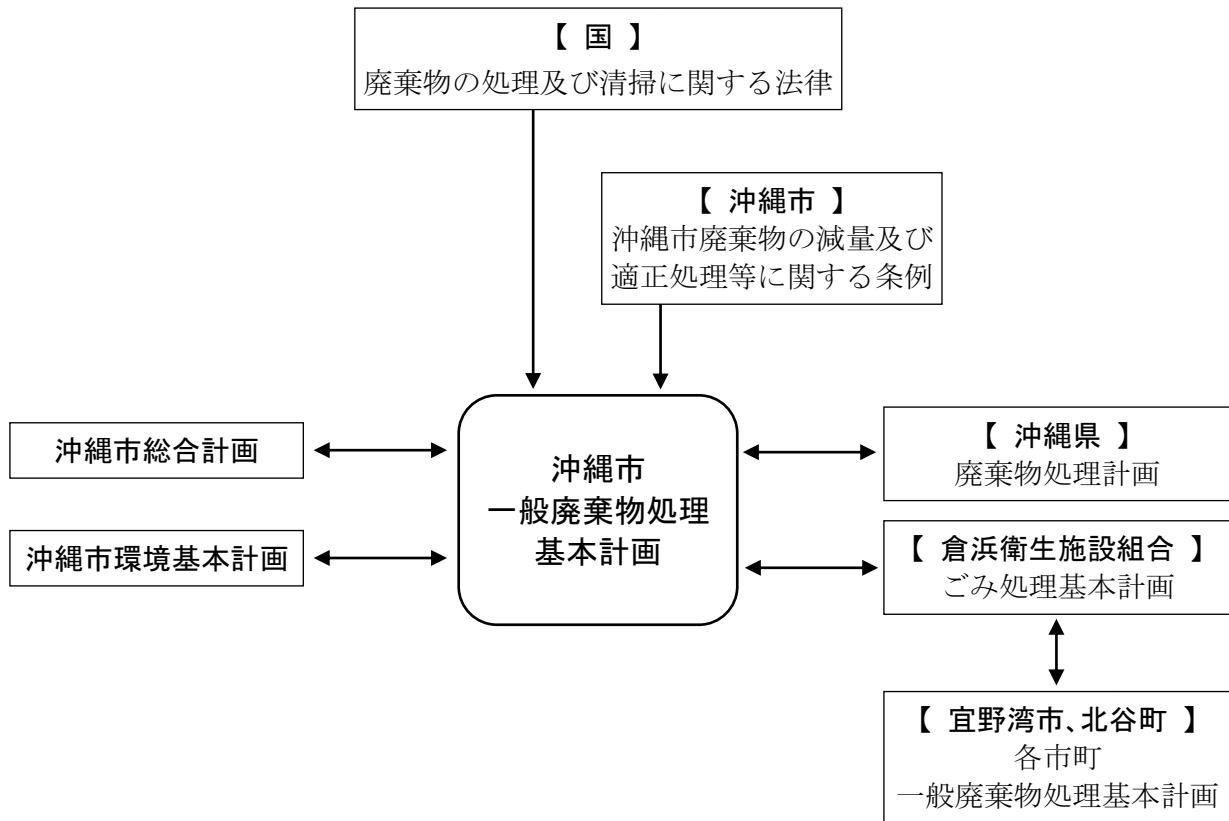 【 国 】
廃棄物の処理及び清掃に関する法律
【 沖縄市 】
沖縄市廃棄物の減量及び
適正処理等に関する条例
沖縄市総合計画
沖縄市環境基本計画
沖縄市
一般廃棄物処理
基本計画
【 沖縄県 】
廃棄物処理計画
【 倉浜衛生施設組合 】
ごみ処理基本計画
【 宜野湾市、北谷町 】
各市町
一般廃棄物処理基本計画